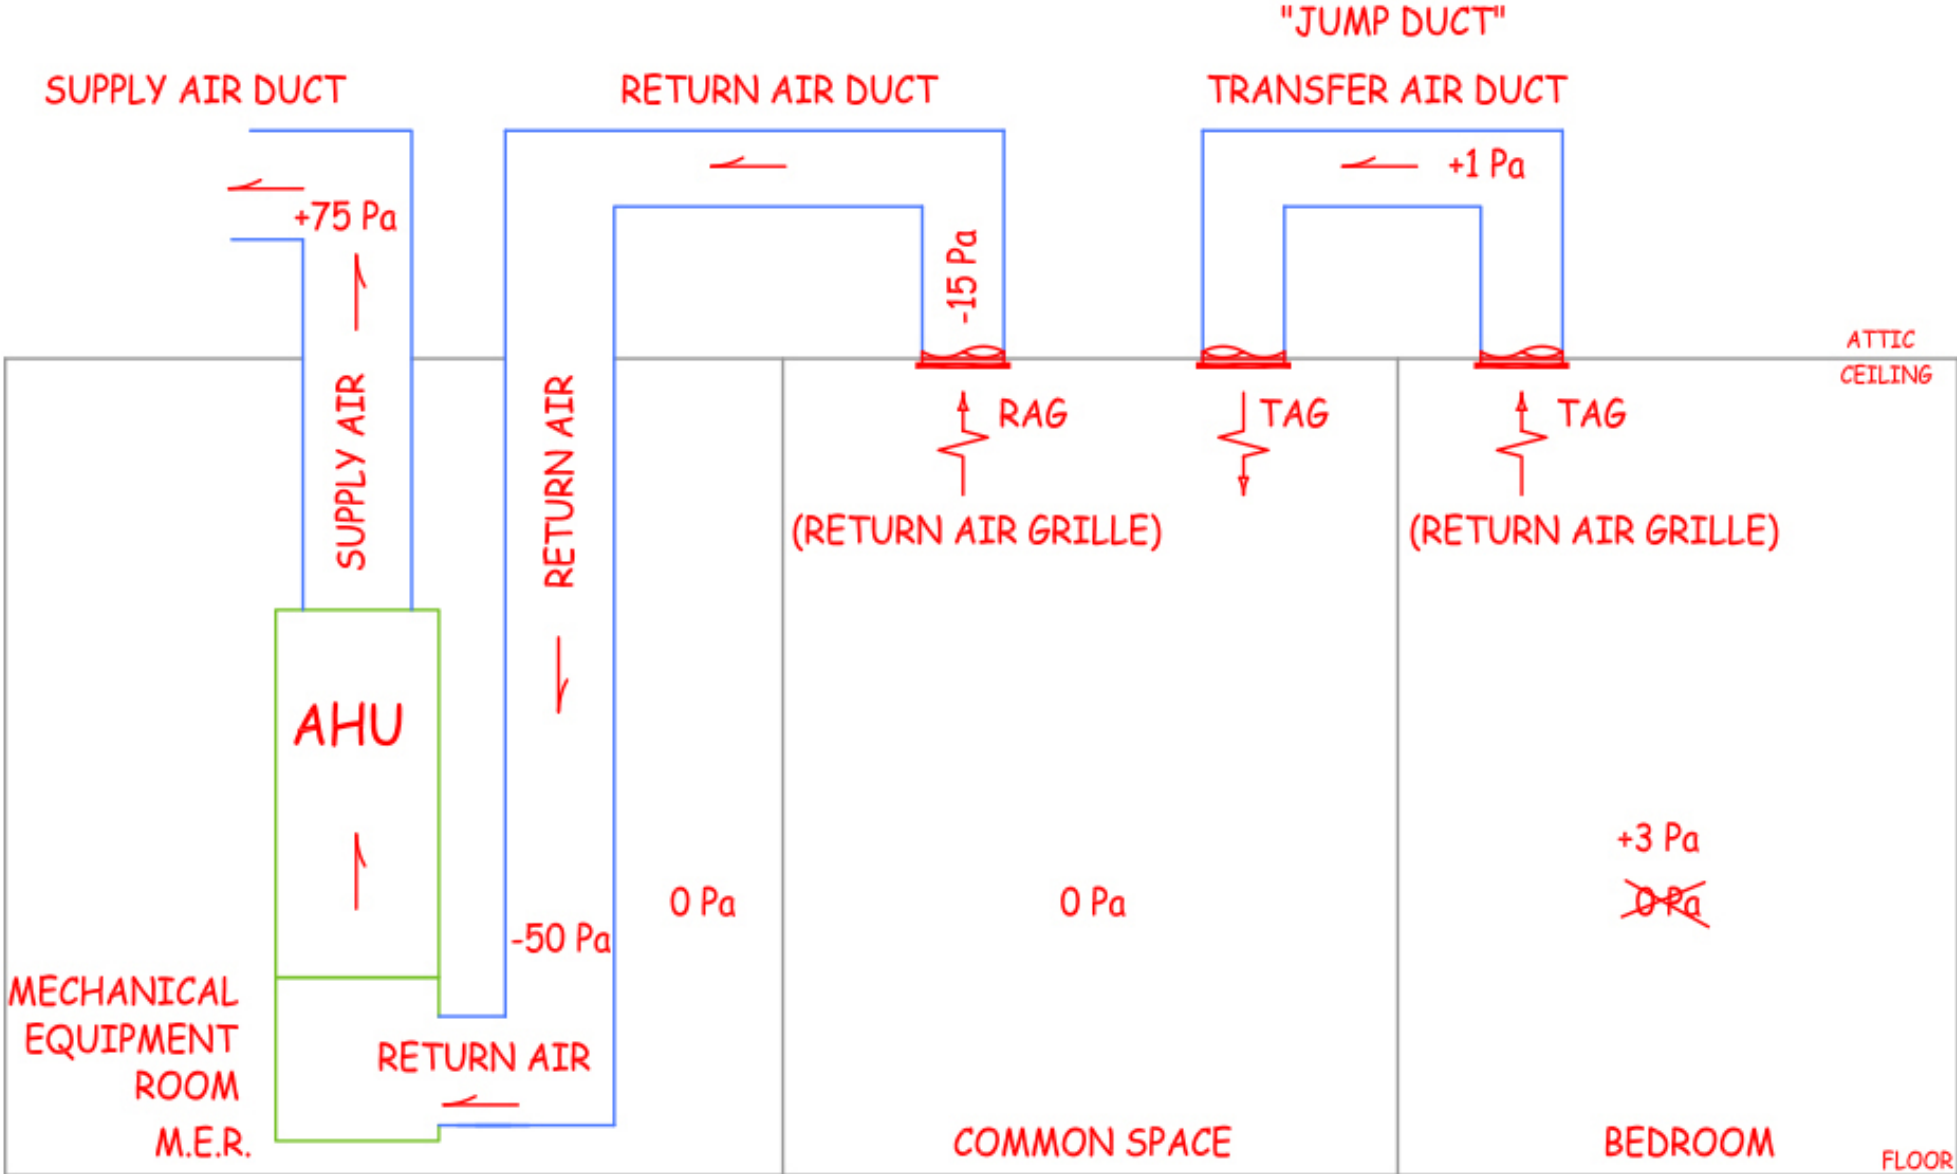 "JUMP DUCT"
SUPPLY AIR DUCT
RETURN AIR DUCT
TRANSFER AIR DUCT
+1 Pa
+75 Pa
-15 Pa
ATTIC
CEILING
SUPPLY AIR
RETURN AIR
RAG
TAG
TAG
(RETURN AIR GRILLE)
(RETURN AIR GRILLE)
AHU
+3 Pa
0 Pa
0 Pa
0 Pa
-50 Pa
MECHANICAL
EQUIPMENT
ROOM
M.E.R.
RETURN AIR
COMMON SPACE
BEDROOM
FLOOR